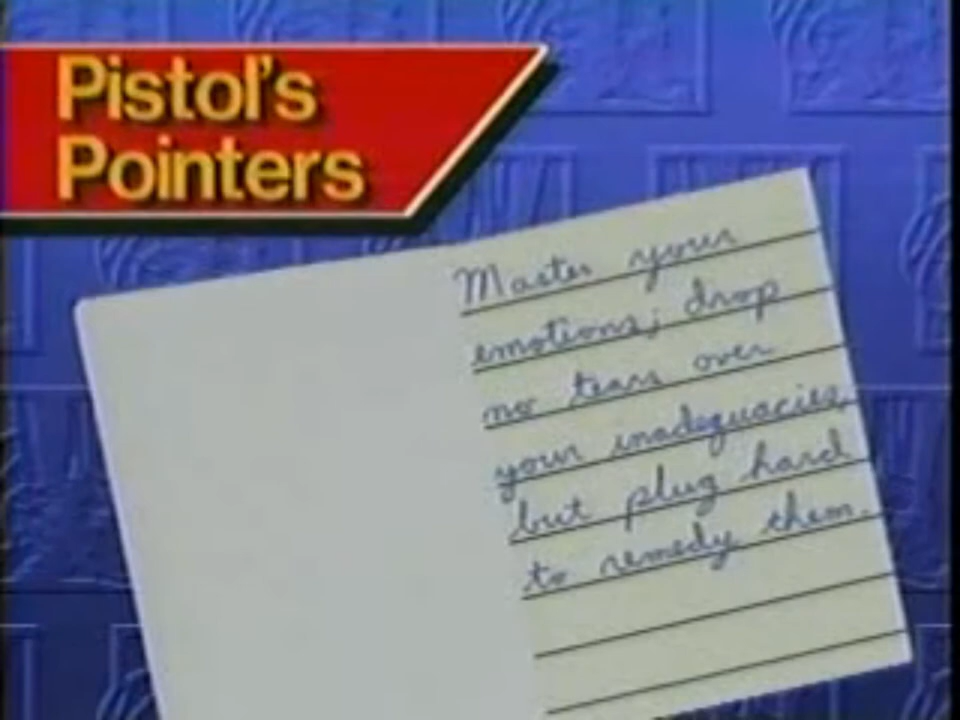 Pistol's
Pointers
Master your
emotions; drop
no tears over
your inadequacies,
but plug hard
to remedy them.